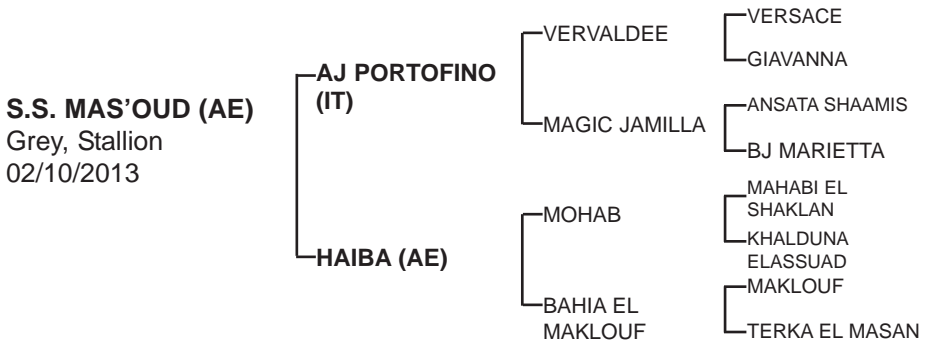 S.S. MAS’OUD (AE)
Grey, Stallion
02/10/2013
AJ PORTOFINO
(IT)
HAIBA (AE)
VERVALDEE
MAGIC JAMILLA
MOHAB
BAHIA EL
MAKLOUF
VERSACE
GIAVANNA
ANSATA SHAAMIS
BJ MARIETTA
MAHABI EL
SHAKLAN
KHALDUNA
ELASSUAD
MAKLOUF
TERKA EL MASAN